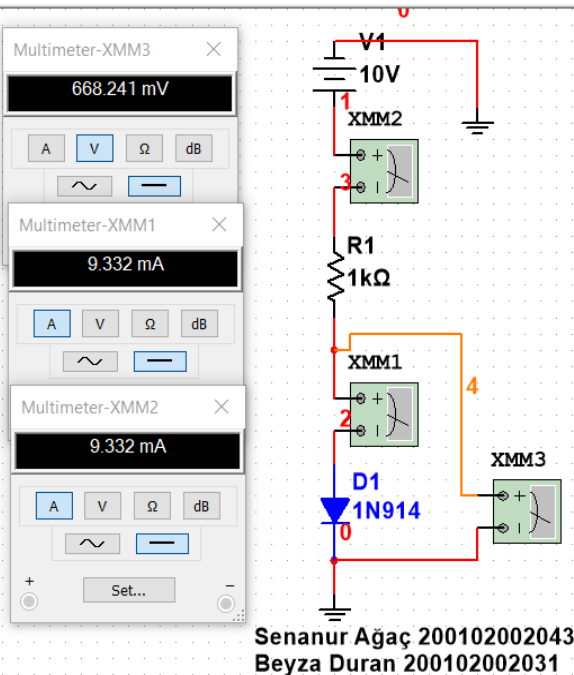 0
V1
10V
1
XMM2
+
3
R1
1kΩ
XMM1
4
2
+
XMM3
+
D1
1N914
0
Multimeter-XMM3
668.241 mV
A V Ω dB
Multimeter-XMM1
9.332 mA
A V Ω dB
Multimeter-XMM2
9.332 mA
A V Ω dB
+ Set... −
Senanur Ağaç 200102002043
Beyza Duran 200102002031